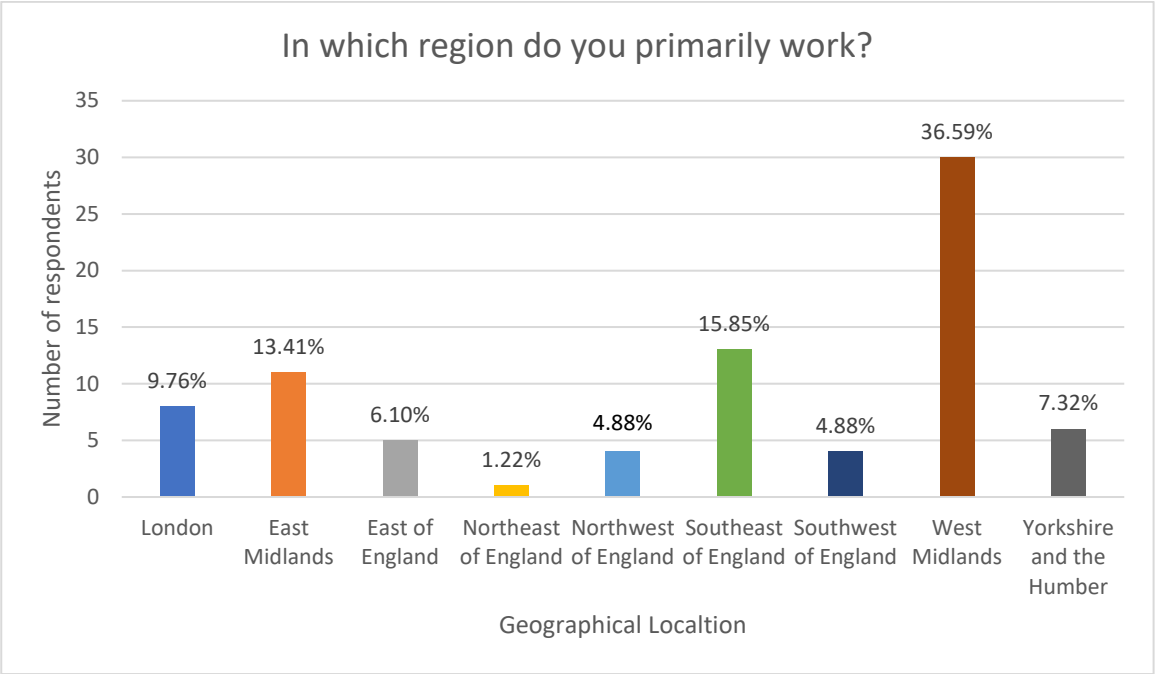 In which region do you primarily work?
Number of respondents
35
30
25
20
15
10
5
0
9.76%
13.41%
6.10%
1.22%
4.88%
15.85%
4.88%
36.59%
7.32%
London
East
Midlands
East of
England
Northeast
of England
Northwest
of England
Southeast
of England
Southwest
of England
West
Midlands
Yorkshire
and the
Humber
Geographical Localtion